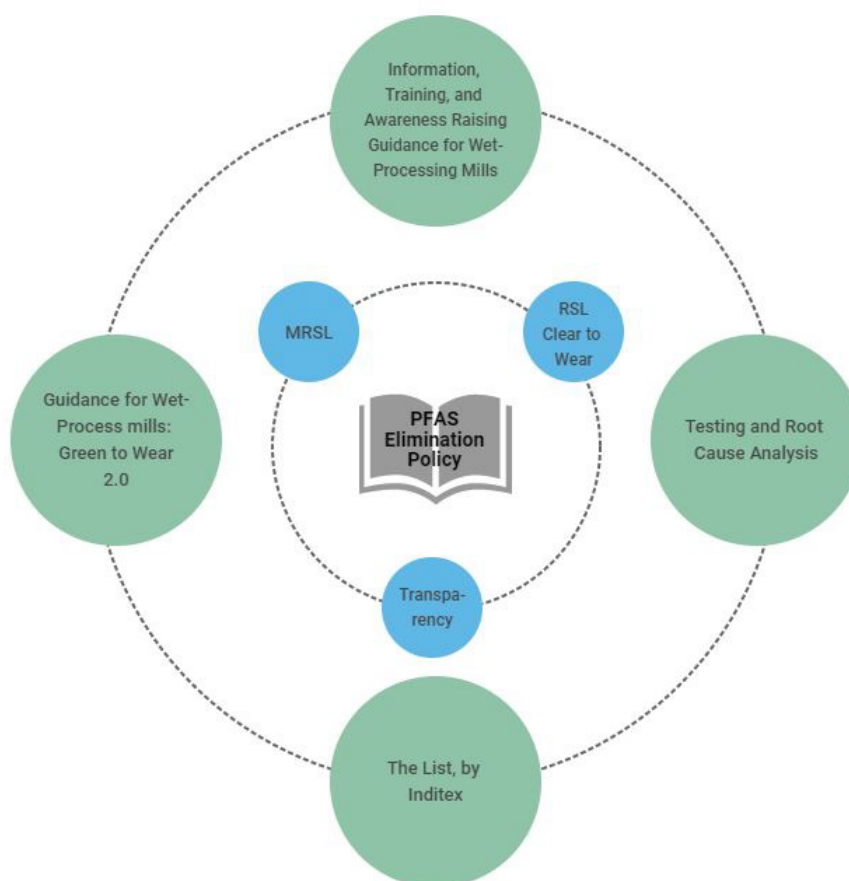 Information,
Training, and
Awareness Raising
Guidance for Wet-
Processing Mills
MRSL
RSL
Clear to
Wear
Guidance for Wet-
Process mills:
Green to Wear
2.0
PFAS
Elimination
Policy
Testing and Root
Cause Analysis
Transpa-
rency
The List, by
Inditex